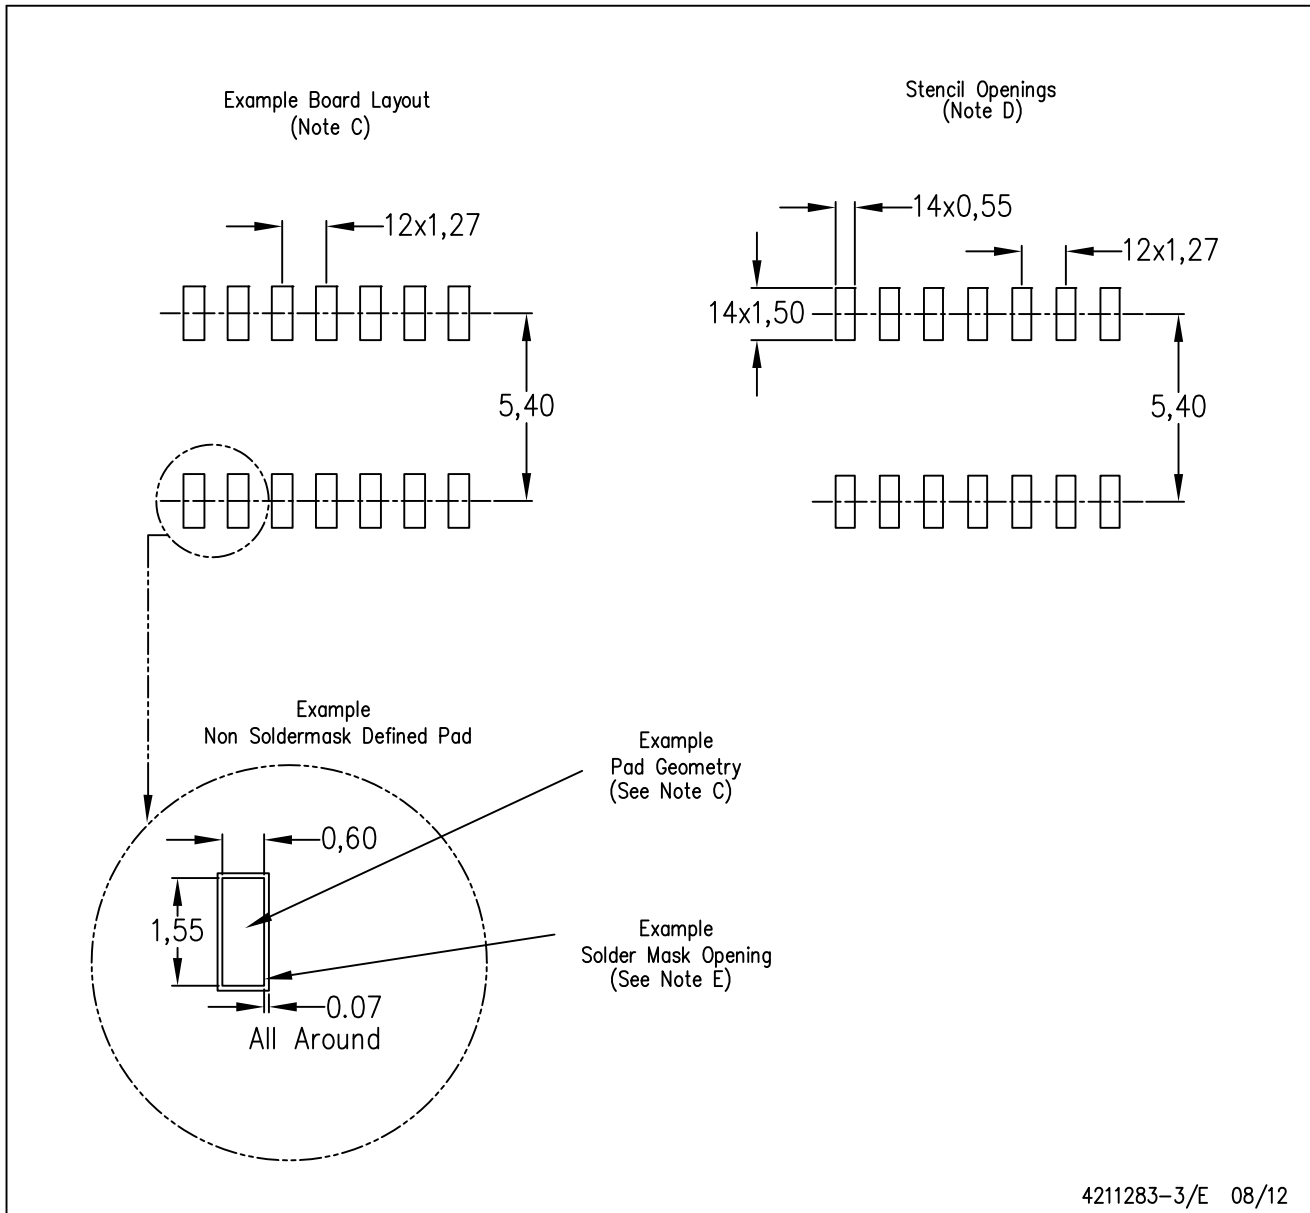 Example Board Layout
(Note C)
Stencil Openings
(Note D)
12x1,27
5,40
14x0,55
12x1,27
14x1,50
5,40
Example
Non Soldermask Defined Pad
Example
Pad Geometry
(See Note C)
0,60
1,55
Example
Solder Mask Opening
(See Note E)
0.07
All Around
4211283-3/E 08/12